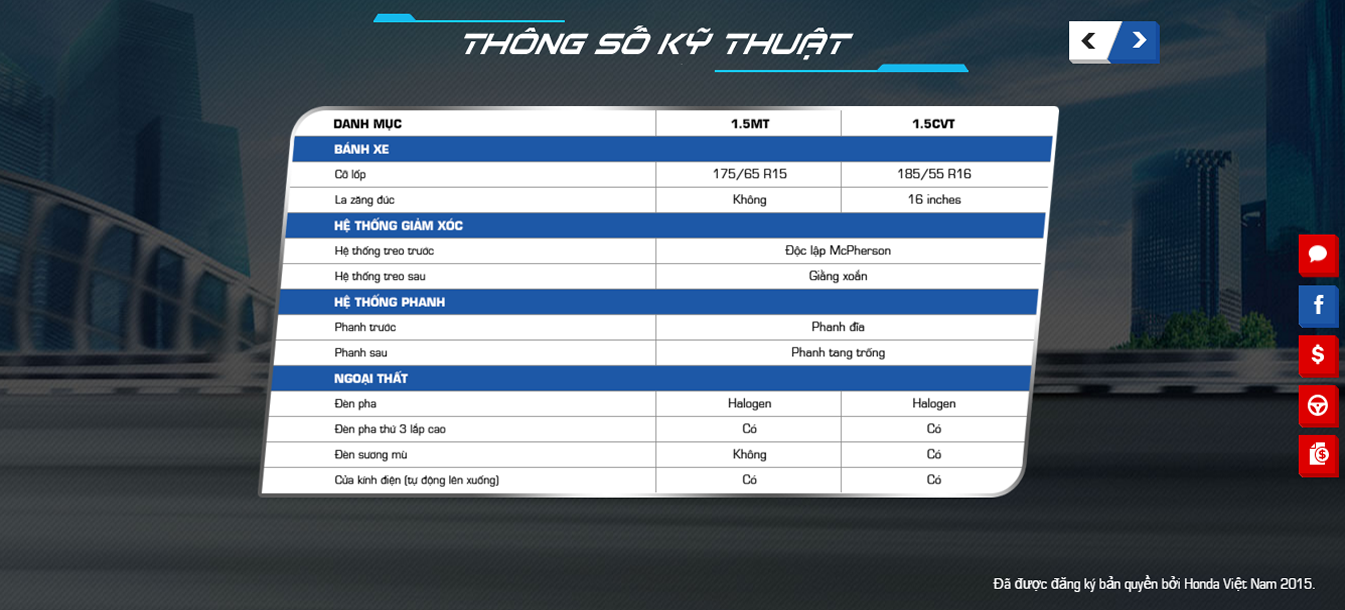 THÔNG SỐ KỸ THUẬT
DANH MỤC 1.5MT 1.5CVT
BÁNH XE
Cỡ lốp 175/65 R15 185/55 R16
La zăng đúc Không 16 inches
HỆ THỐNG GIẢM XÓC
Hệ thống treo trước Độc lập McPherson
Hệ thống treo sau Giằng xoắn
HỆ THỐNG PHANH
Phanh trước Phanh đĩa
Phanh sau Phanh tang trống
NGOẠI THẤT
Đèn pha Halogen Halogen
Đèn pha thứ 3 lắp cao Có Có
Đèn sương mù Không Có
Cửa kính điện (tự động lên xuống) Có Có
Đã được đăng ký bản quyền bởi Honda Việt Nam 2015.